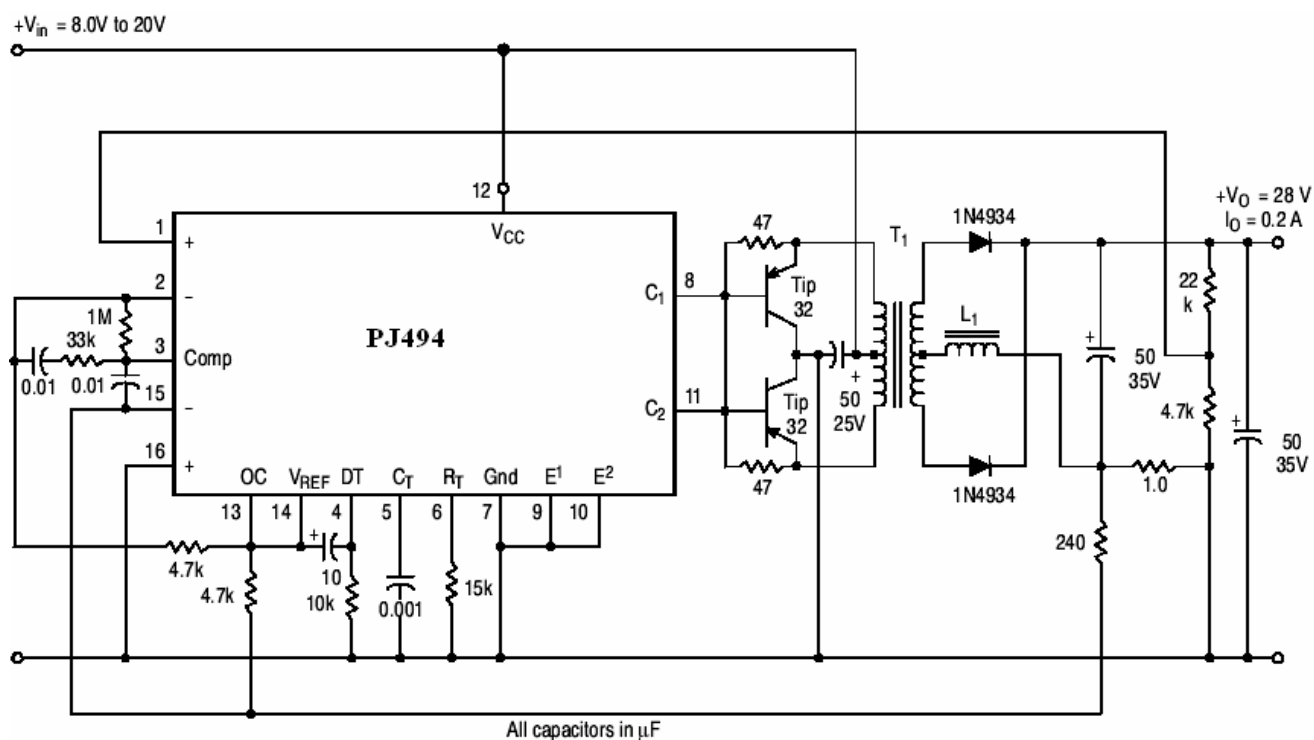 +Vin = 8.0V to 20V
+VO = 28 V
IO = 0.2 A
12
VCC
1
+
2
−
1M
33k
3
Comp
0.01
0.01
15
−
16
+
PJ494
C1
8
C2
11
47
Tip
32
Tip
32
47
+
50
25V
T1
1N4934
L1
1N4934
+
50
35V
22
k
4.7k
1.0
+
50
35V
240
OC
VREF
DT
CT
RT
Gnd
E1
E2
13
14
4
5
6
7
9
10
+
4.7k
4.7k
10
10k
0.001
15k
All capacitors in μF